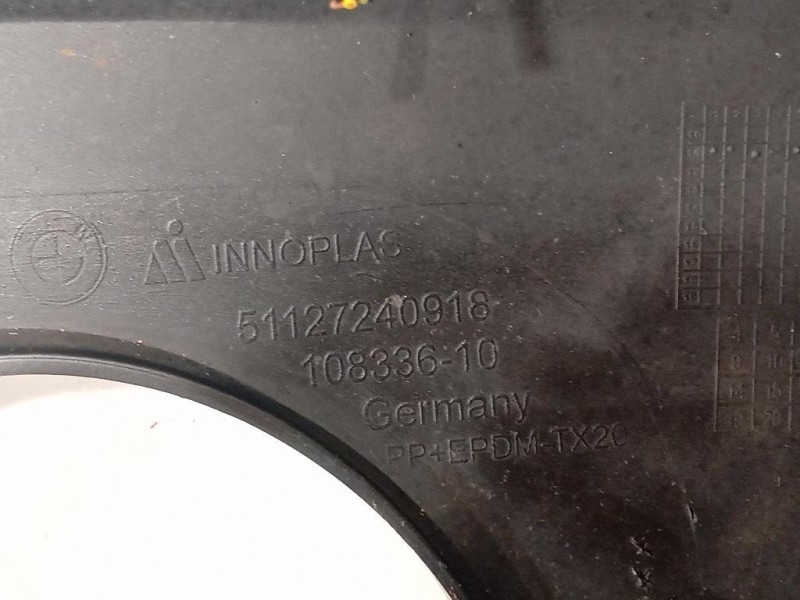 INNOPLAS
51127240918
108336-10
Germany
PP+EPDM-TX20